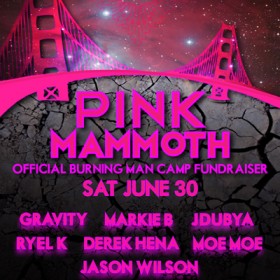 PINK
MAMMOTH
OFFICIAL BURNING MAN CAMP FUNDRAISER
SAT JUNE 30
GRAVITY MARKIE B JDUBYA
RYEL K DEREK HENA MOE MOE
JASON WILSON